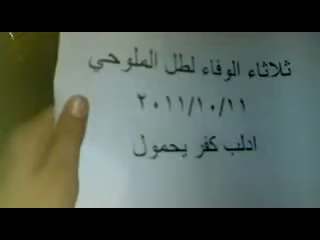 ثلاثاء الوفاء لطل الملوحي
٢٠١١/١٠/١١
ادلب كفر يحمول